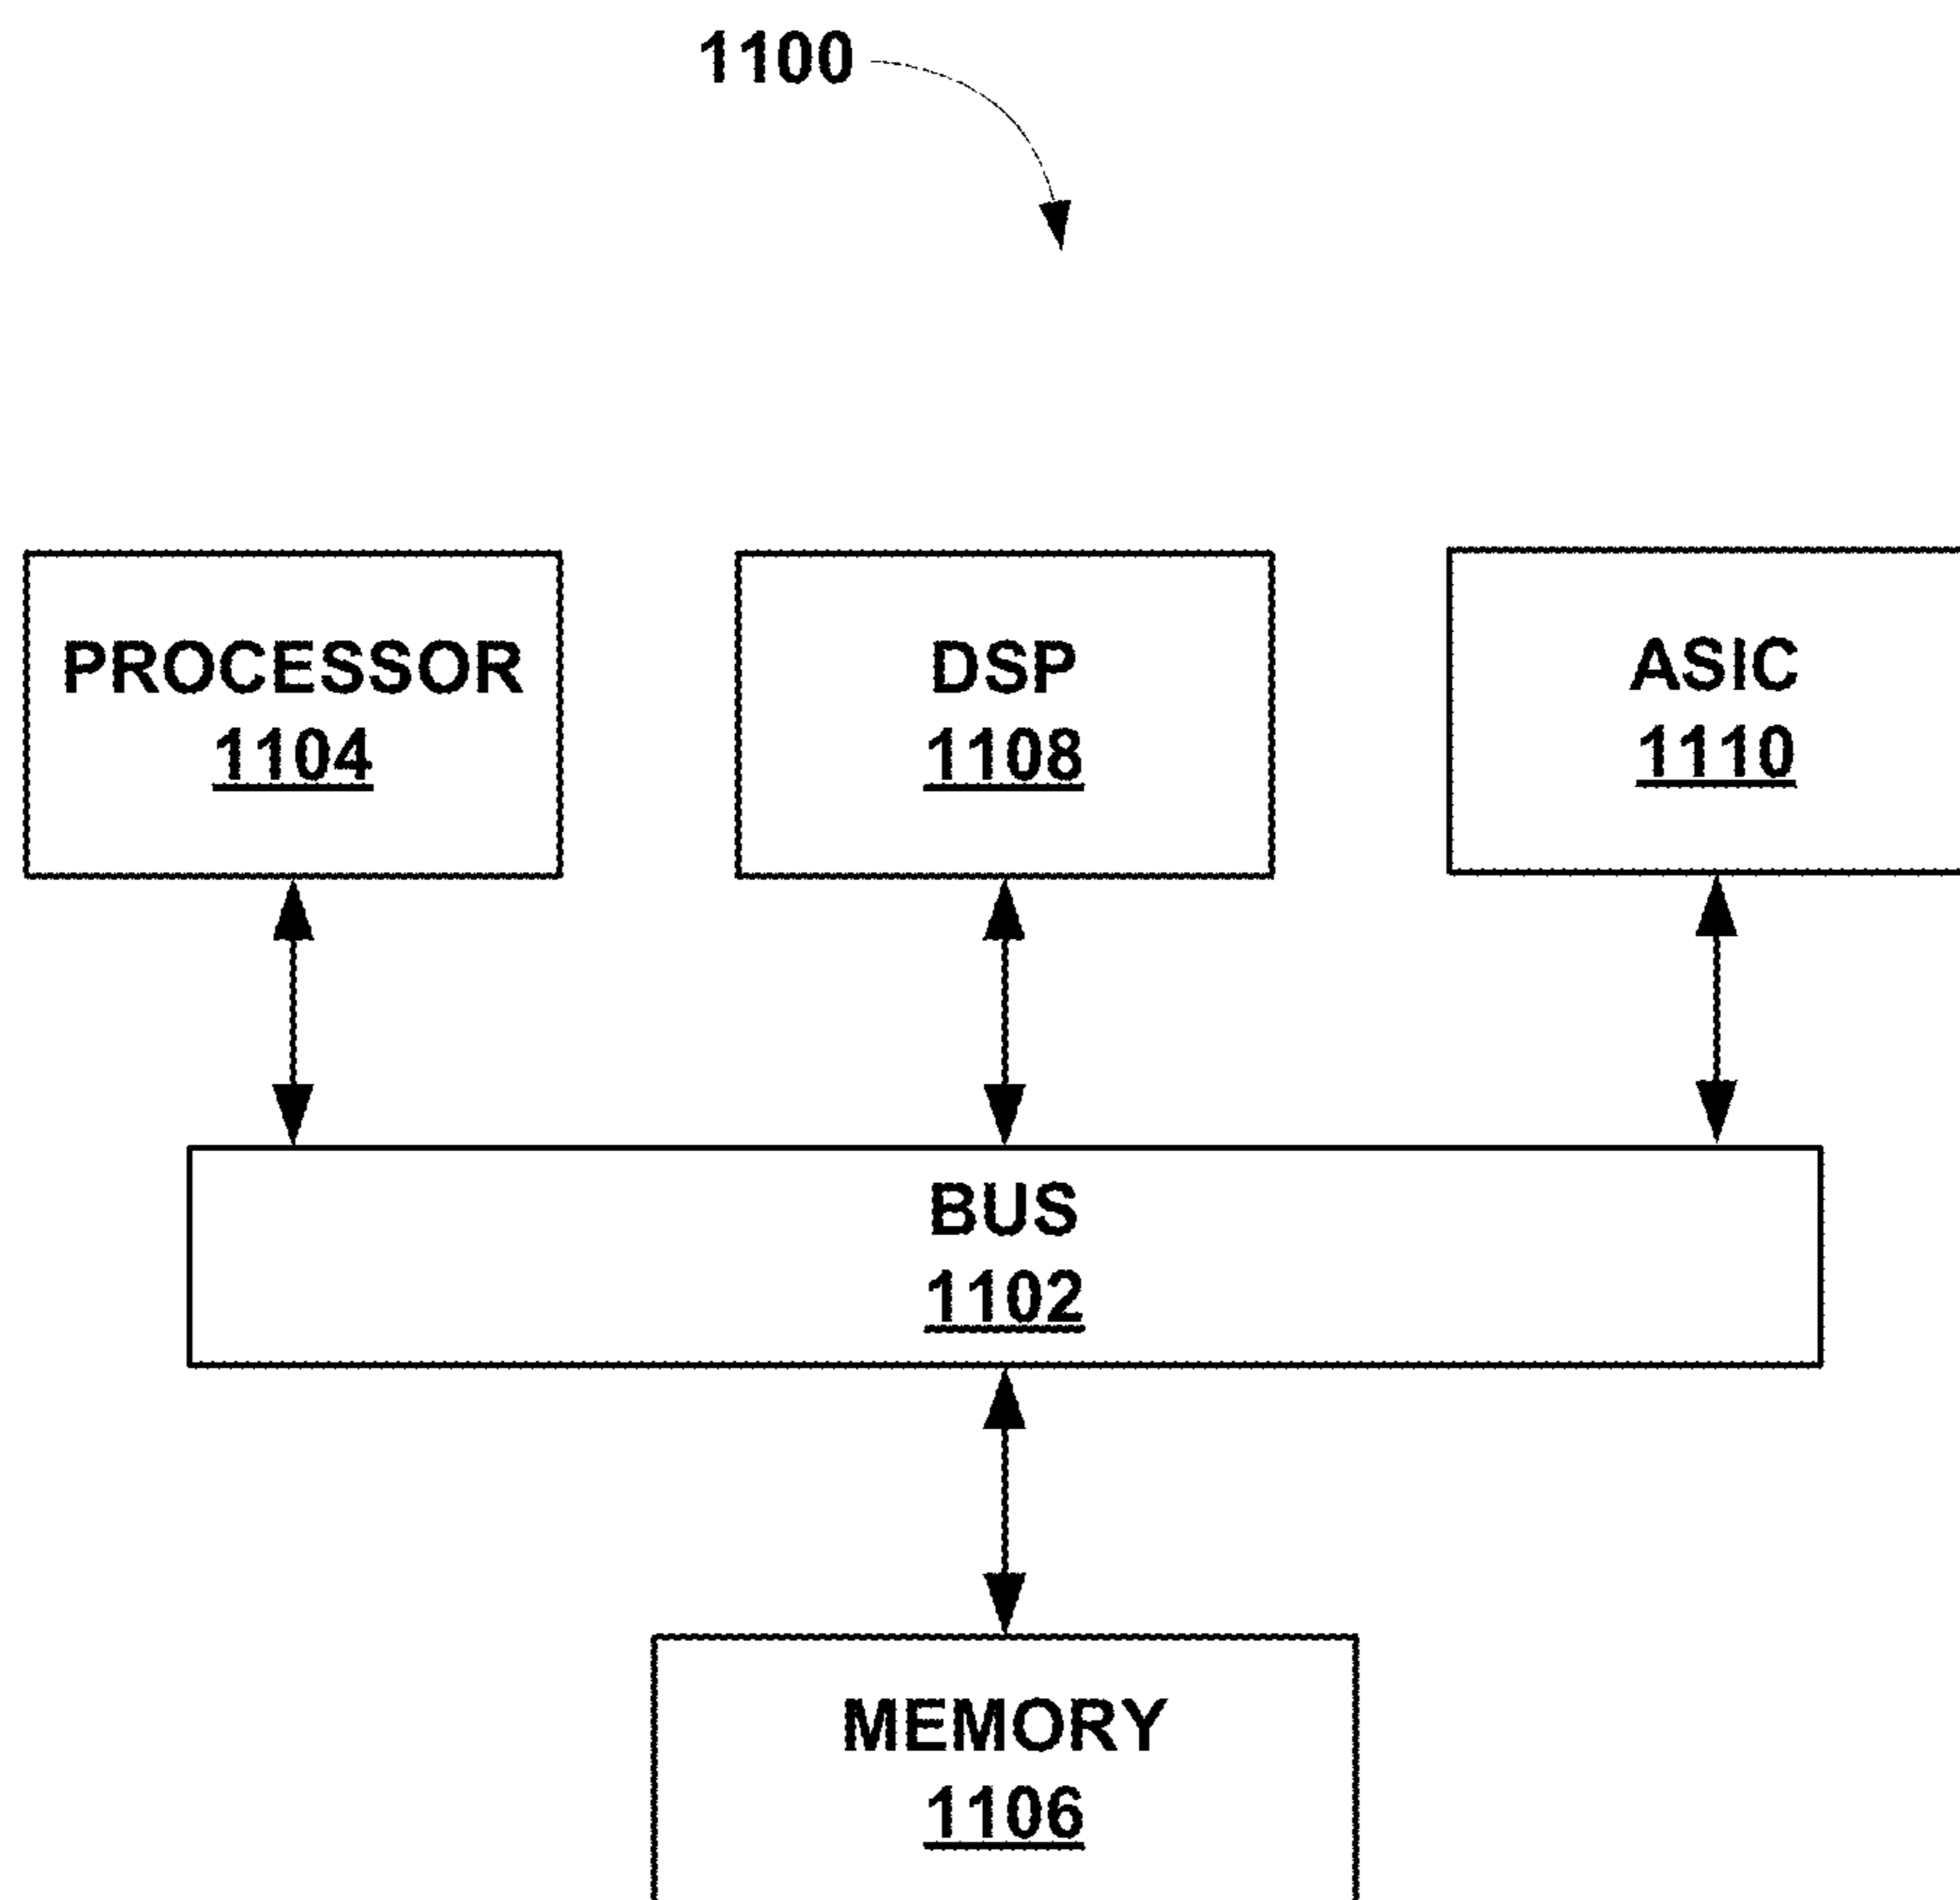 1100
PROCESSOR
1104
DSP
1108
ASIC
1110
BUS
1102
MEMORY
1106